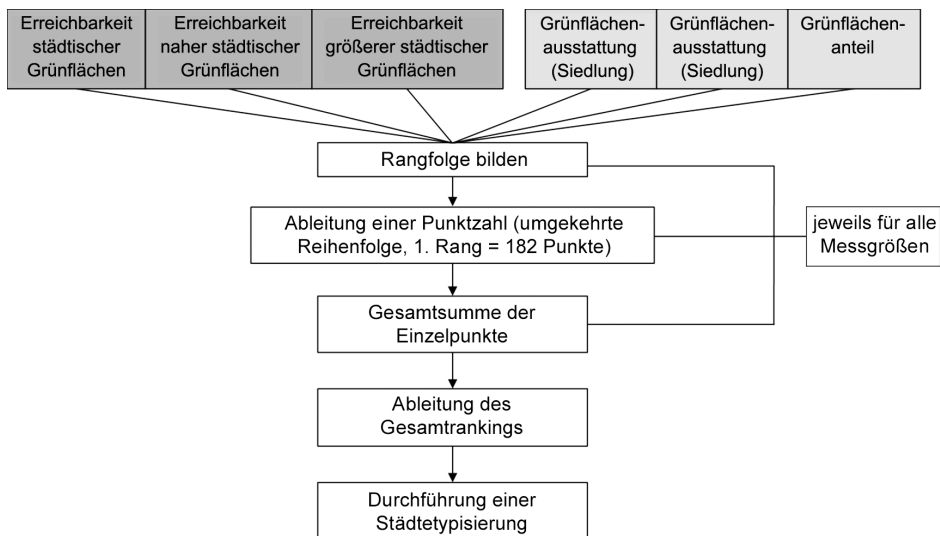 Erreichbarkeit
städtischer
Grünflächen
Erreichbarkeit
naher städtischer
Grünflächen
Erreichbarkeit
größerer städtischer
Grünflächen
Grünflächen-
ausstattung
(Siedlung)
Grünflächen-
ausstattung
(Siedlung)
Grünflächen-
anteil
Rangfolge bilden
Ableitung einer Punktzahl (umgekehrte
Reihenfolge, 1. Rang = 182 Punkte)
jeweils für alle
Messgrößen
Gesamtsumme der
Einzelpunkte
Ableitung des
Gesamtrankings
Durchführung einer
Städtetypisierung